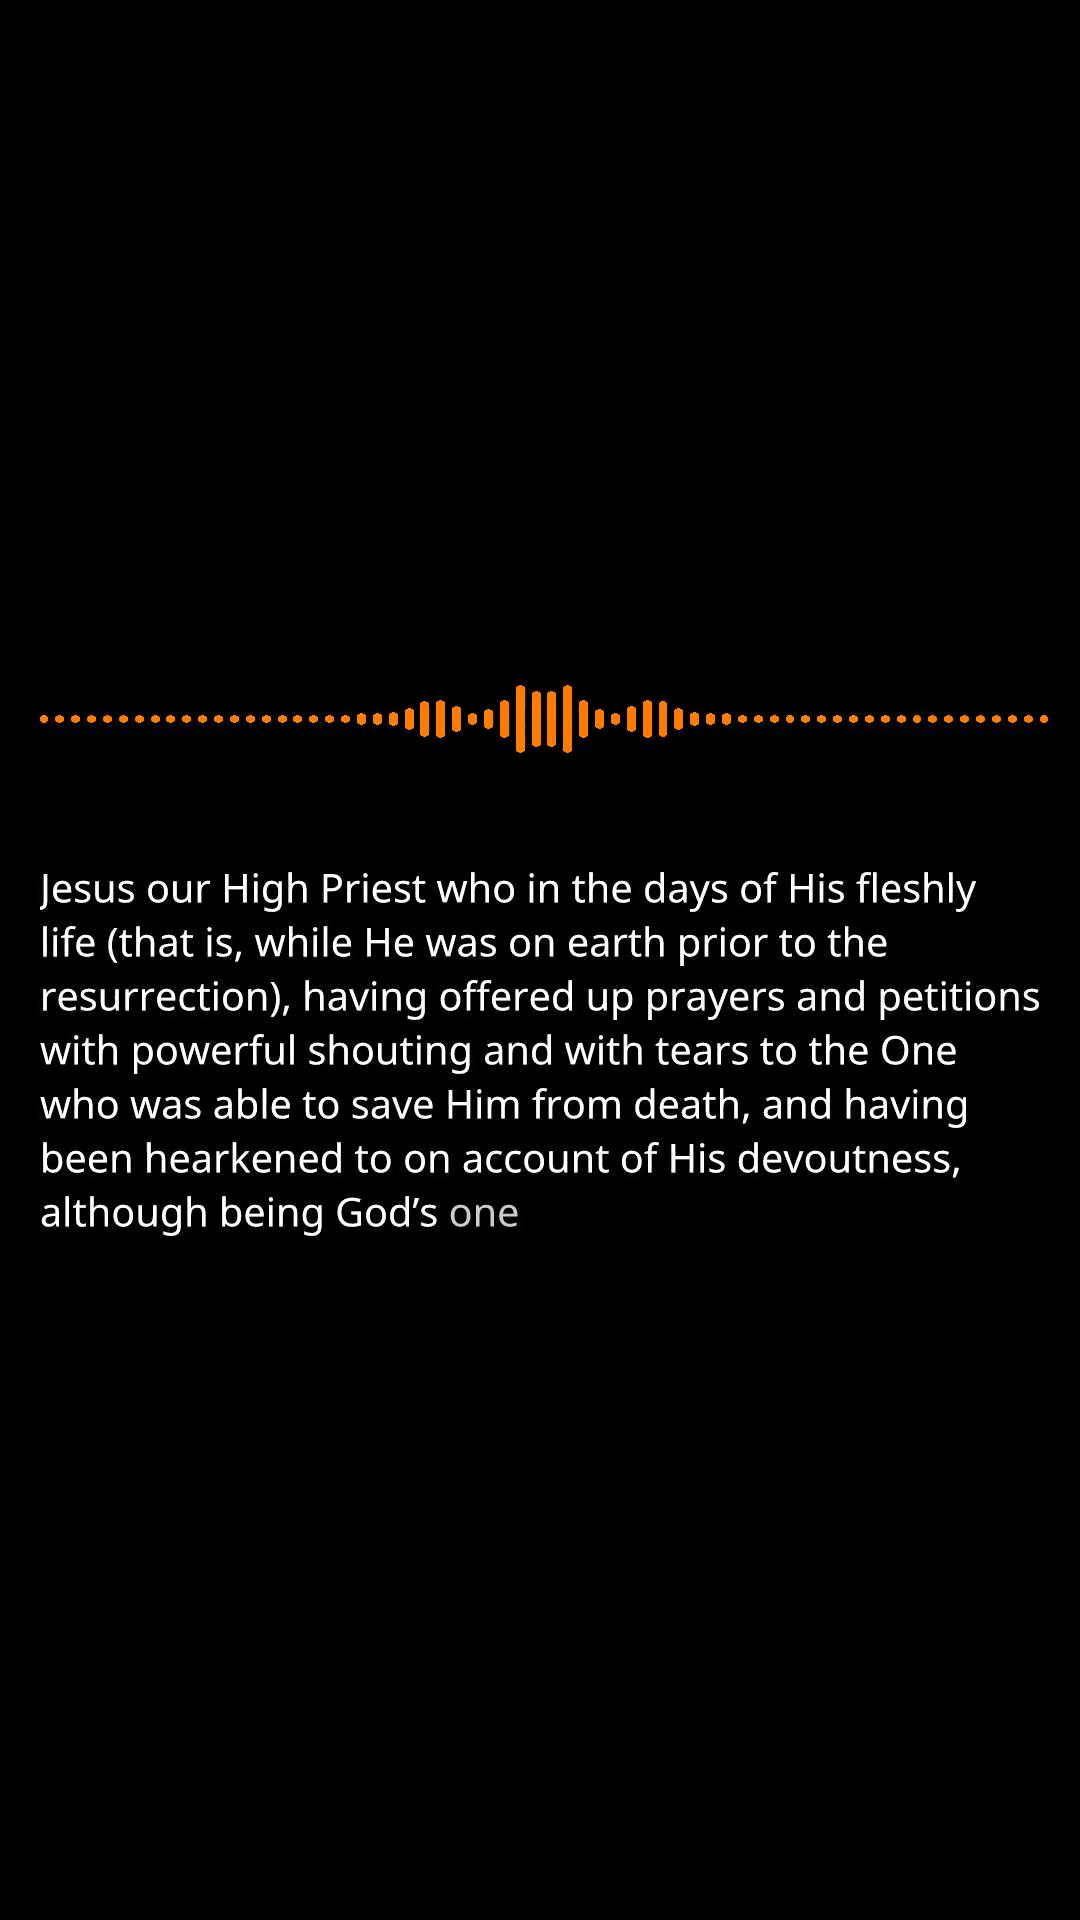 Jesus our High Priest who in the days of His fleshly
life (that is, while He was on earth prior to the
resurrection), having offered up prayers and petitions
with powerful shouting and with tears to the One
who was able to save Him from death, and having
been hearkened to on account of His devoutness,
although being God’s one